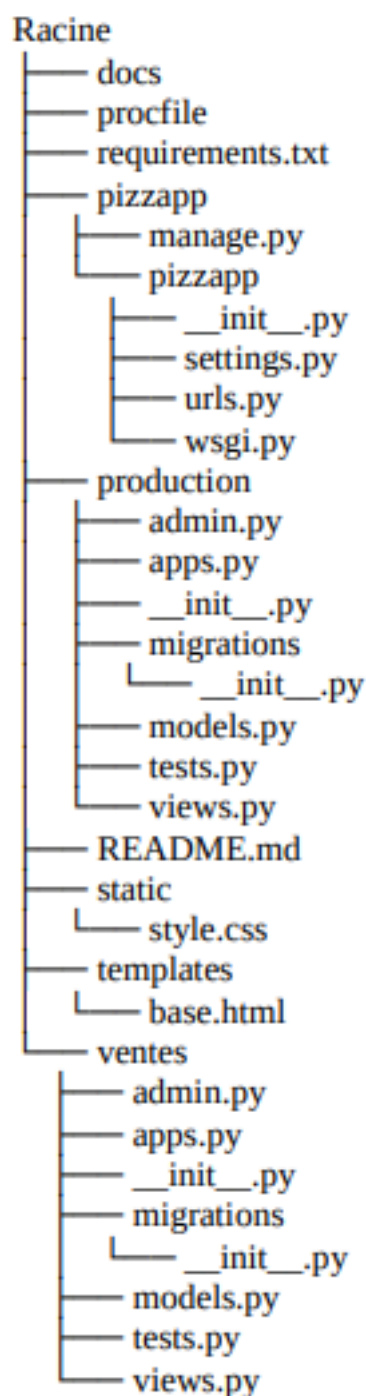 Racine
docs
procfile
requirements.txt
pizzapp
manage.py
pizzapp
__init__.py
settings.py
urls.py
wsgi.py
production
admin.py
apps.py
__init__.py
migrations
__init__.py
models.py
tests.py
views.py
README.md
static
style.css
templates
base.html
ventes
admin.py
apps.py
__init__.py
migrations
__init__.py
models.py
tests.py
views.py